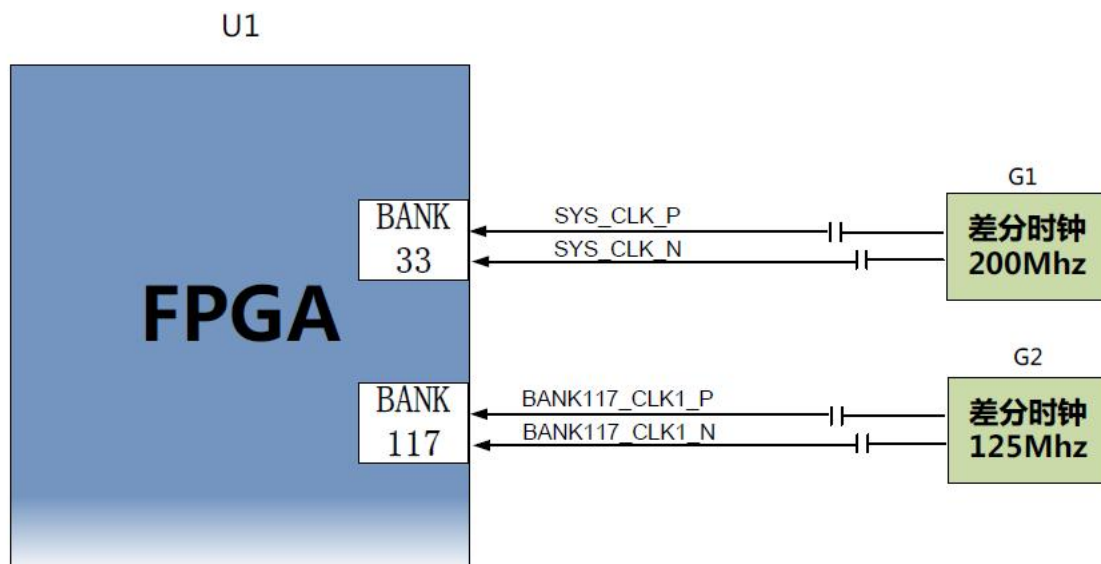 U1
FPGA
BANK
33
SYS_CLK_P
SYS_CLK_N
G1
差分时钟
200Mhz
BANK
117
BANK117_CLK1_P
BANK117_CLK1_N
G2
差分时钟
125Mhz